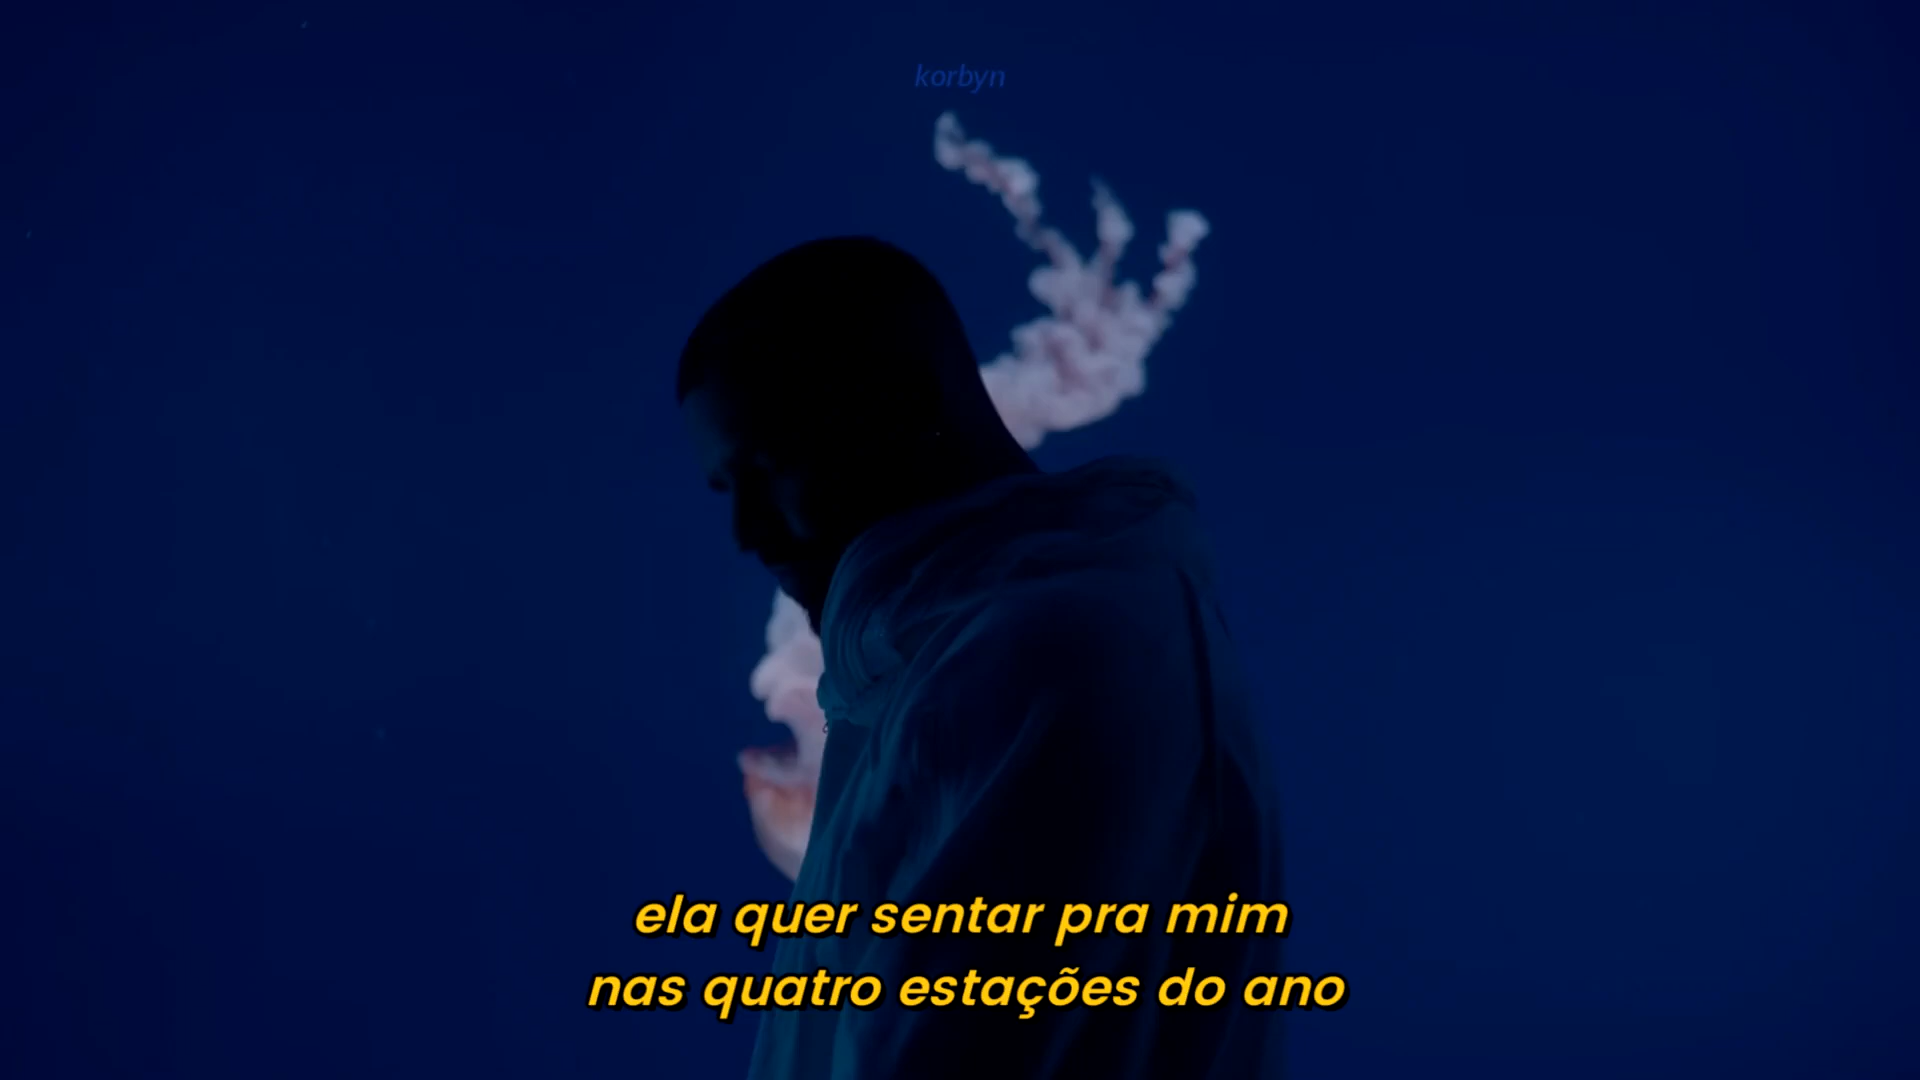 korbyn
ela quer sentar pra mim
nas quatro estações do ano